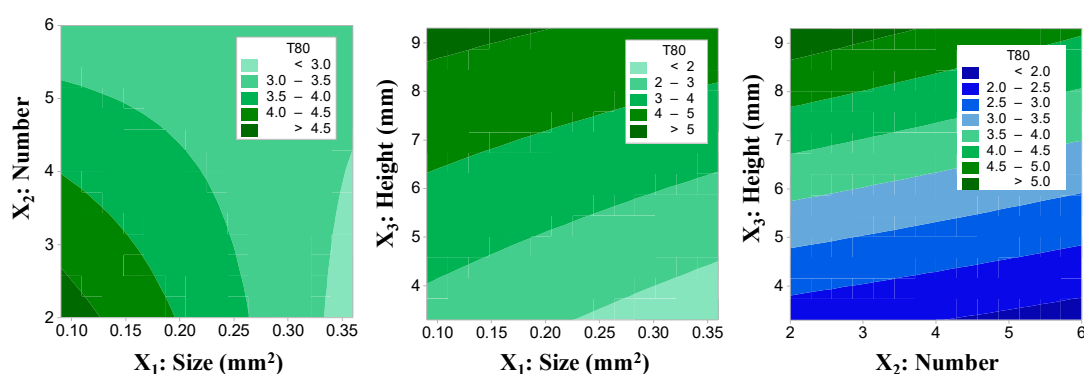 6
5
4
3
2
X₂: Number
T80
< 3.0
3.0 – 3.5
3.5 – 4.0
4.0 – 4.5
> 4.5
0.10
0.15
0.20
0.25
0.30
0.35
X₁: Size (mm²)
9
8
7
6
5
4
X₃: Height (mm)
T80
< 2
2 – 3
3 – 4
4 – 5
> 5
0.10
0.15
0.20
0.25
0.30
0.35
X₁: Size (mm²)
9
8
7
6
5
4
X₃: Height (mm)
T80
< 2.0
2.0 – 2.5
2.5 – 3.0
3.0 – 3.5
3.5 – 4.0
4.0 – 4.5
4.5 – 5.0
> 5.0
2
3
4
5
6
X₂: Number